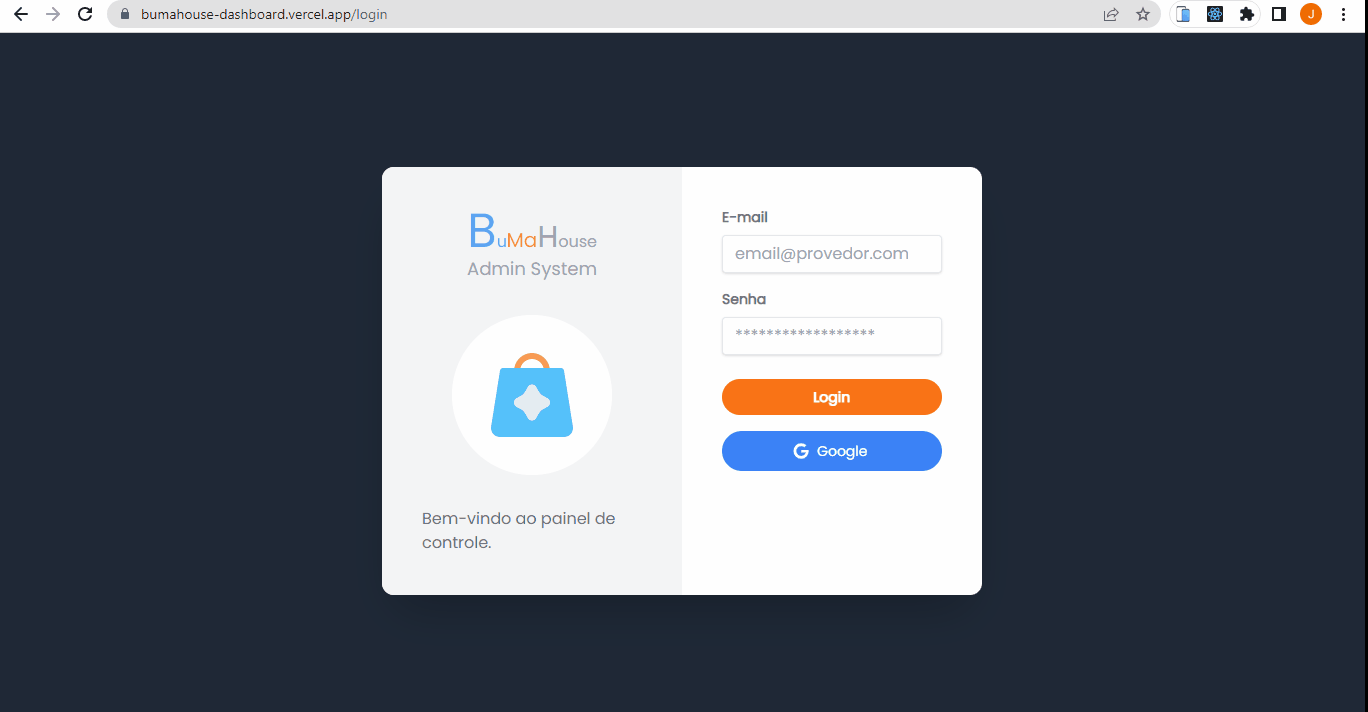 bumahouse-dashboard.vercel.app/login
J
BuMaHouse
Admin System
Bem-vindo ao painel de
controle.
E-mail
email@provedor.com
Senha
******************
Login
G Google